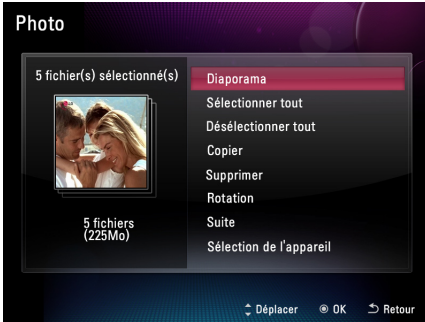 Photo
5 fichier(s) sélectionné(s)
5 fichiers
(225Mo)
Diaporama
Sélectionner tout
Désélectionner tout
Copier
Supprimer
Rotation
Suite
Sélection de l'appareil
Déplacer OK Retour